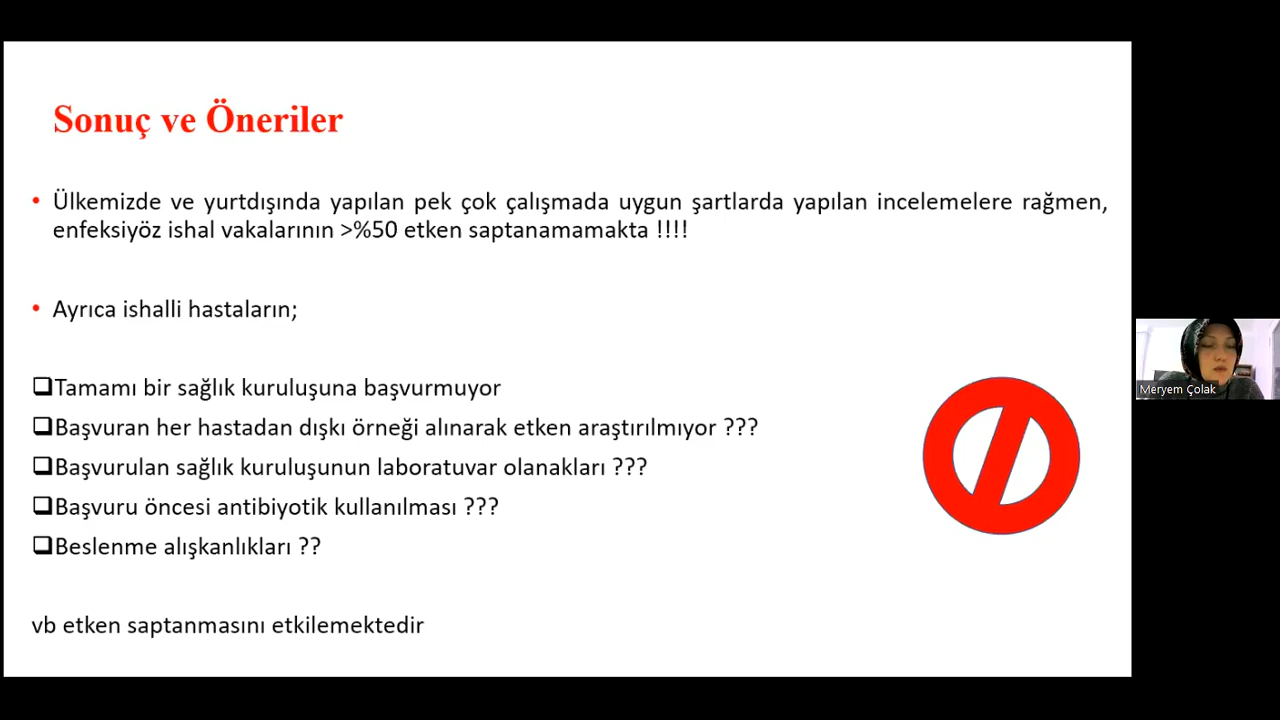 Sonuç ve Öneriler
• Ülkemizde ve yurtdışında yapılan pek çok çalışmada uygun şartlarda yapılan incelemelere rağmen,
enfeksiyöz ishal vakalarının >%50 etken saptanamamakta !!!!
• Ayrıca ishalli hastaların;
❑Tamamı bir sağlık kuruluşuna başvurmuyor
❑Başvuran her hastadan dışkı örneği alınarak etken araştırılmıyor ???
❑Başvurulan sağlık kuruluşunun laboratuvar olanakları ???
❑Başvuru öncesi antibiyotik kullanılması ???
❑Beslenme alışkanlıkları ??
vb etken saptanmasını etkilemektedir
Meryem Çolak